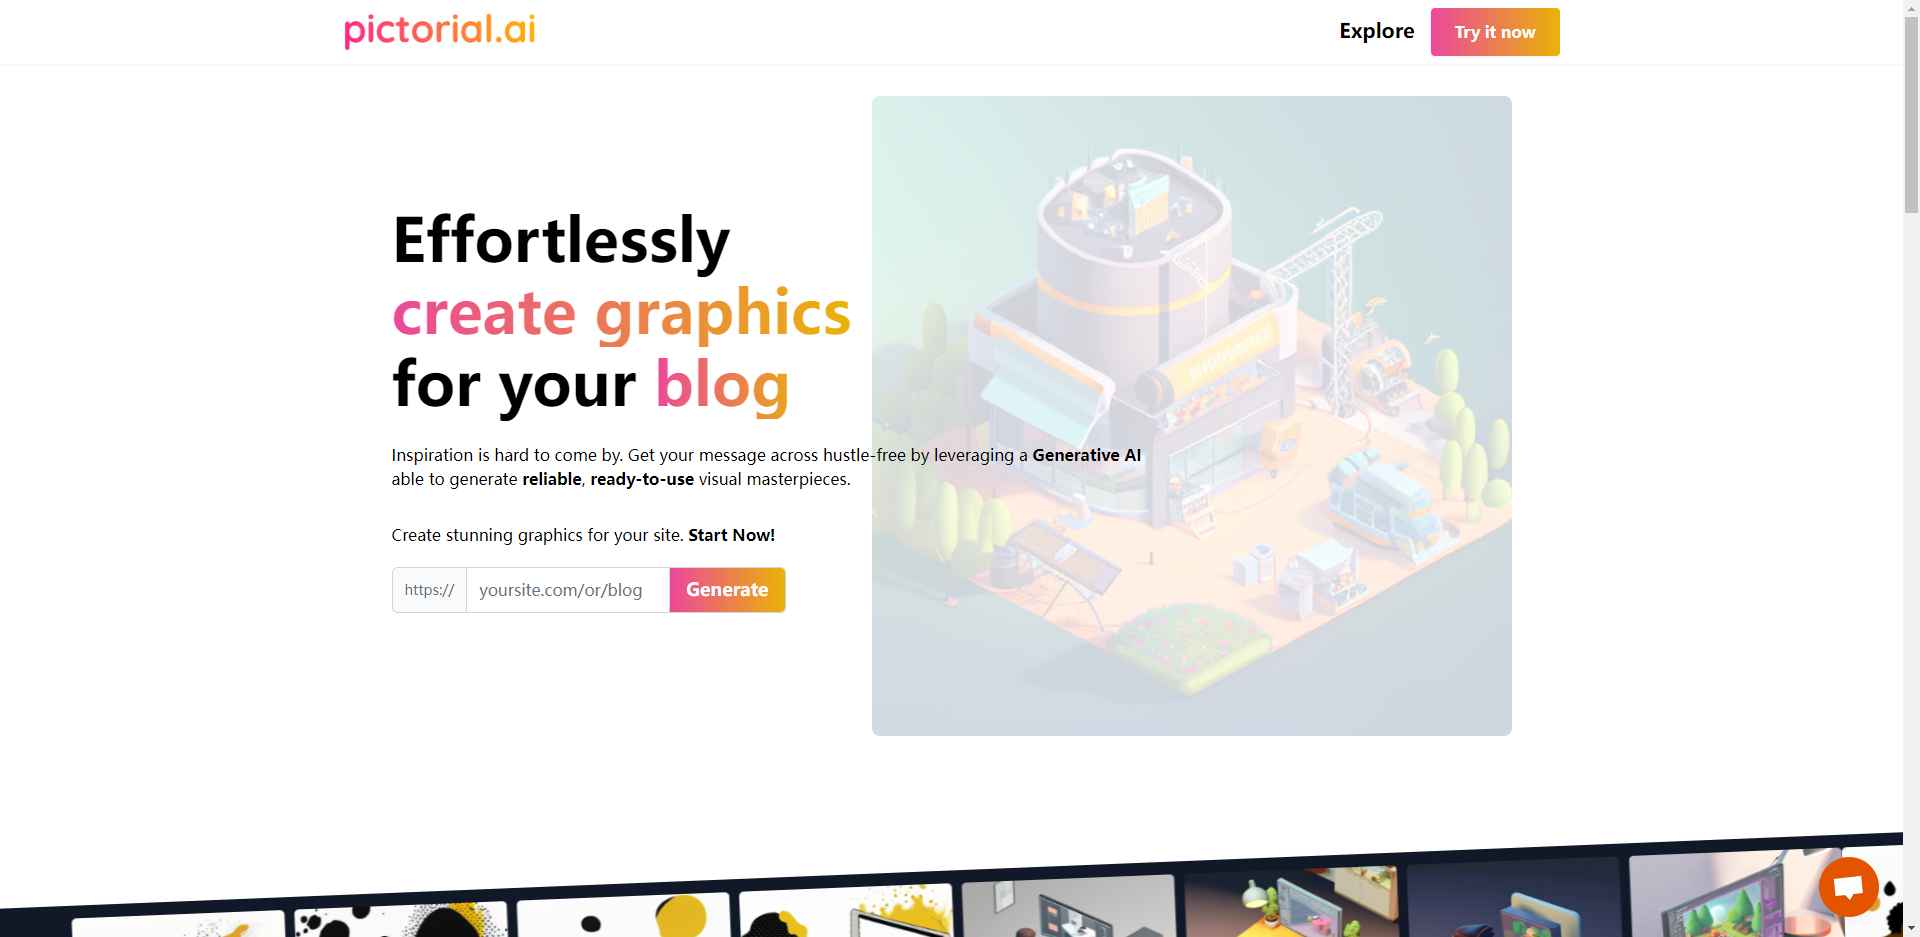 pictorial.ai
Explore
Try it now
Effortlessly
create graphics
for your blog
Inspiration is hard to come by. Get your message across hustle-free by leveraging a Generative AI
able to generate reliable, ready-to-use visual masterpieces.
Create stunning graphics for your site. Start Now!
https://
yoursite.com/or/blog
Generate